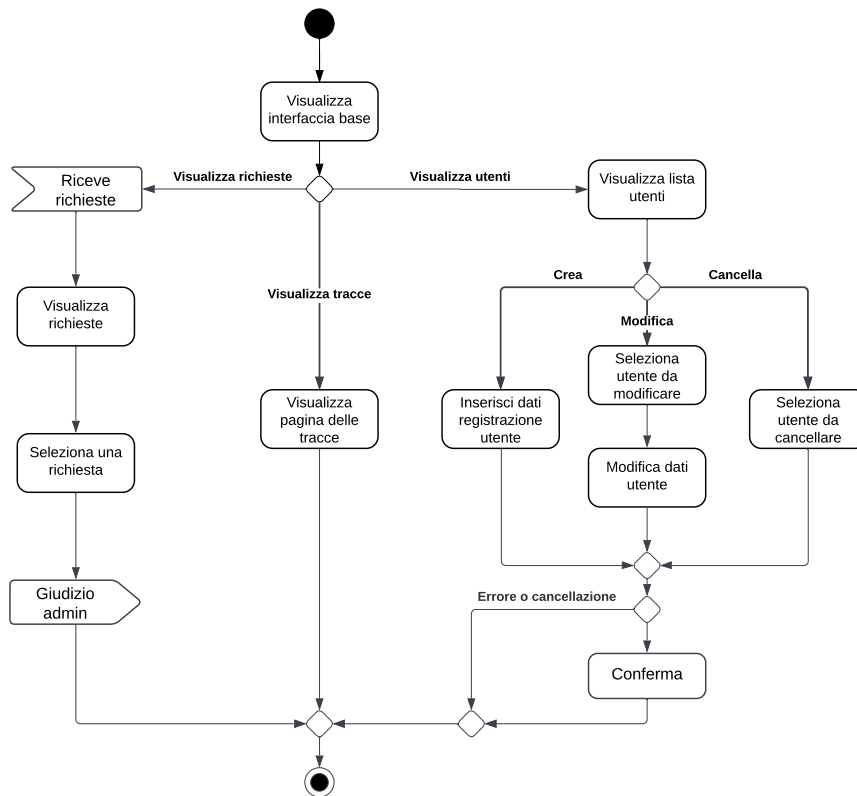 Visualizza
interfaccia base
Visualizza richieste
Visualizza utenti
Riceve
richieste
Visualizza lista
utenti
Crea
Cancella
Visualizza tracce
Modifica
Visualizza
richieste
Seleziona
utente da
modificare
Visualizza
pagina delle
tracce
Inserisci dati
registrazione
utente
Seleziona
utente da
cancellare
Seleziona una
richiesta
Modifica dati
utente
Giudizio
admin
Errore o cancellazione
Conferma